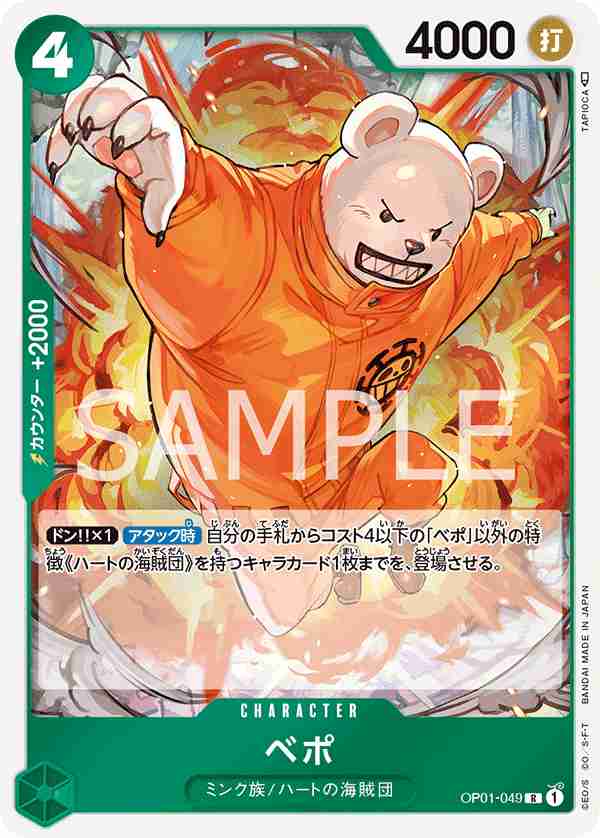 4
4000 打
TAPIOCA
カウンター +2000
SAMPLE
ドン!!×1 アタック時 自分の手札からコスト4以下の「ベポ」以外の特
徴《ハートの海賊団》を持つキャラカード1枚までを、登場させる。
CHARACTER
ベポ
ミンク族/ハートの海賊団
OP01-049 R 1
©EO/S ©O/S・F・T BANDAI MADE IN JAPAN